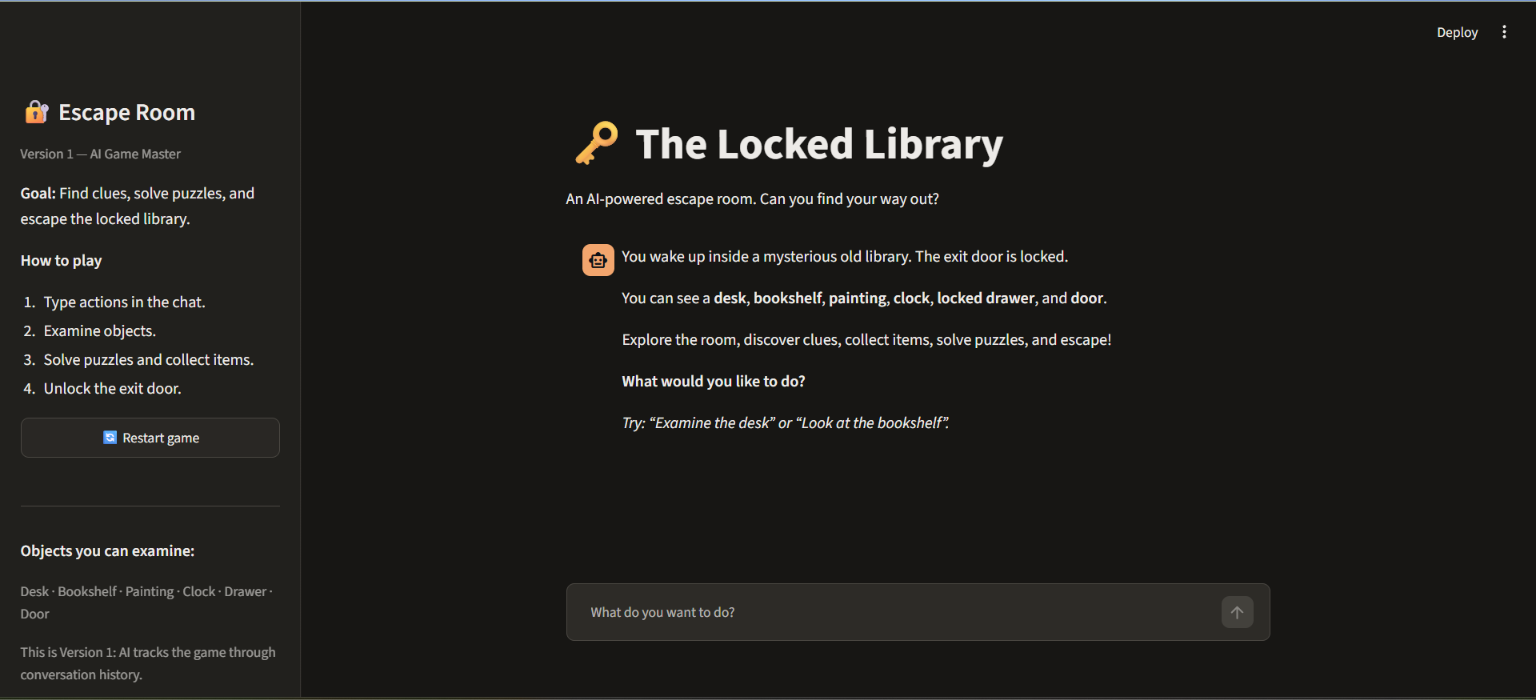 Deploy
Escape Room
Version 1 — AI Game Master
Goal: Find clues, solve puzzles, and
escape the locked library.
How to play
1. Type actions in the chat.
2. Examine objects.
3. Solve puzzles and collect items.
4. Unlock the exit door.
Restart game
Objects you can examine:
Desk · Bookshelf · Painting · Clock · Drawer ·
Door
This is Version 1: AI tracks the game through
conversation history.
The Locked Library
An AI-powered escape room. Can you find your way out?
You wake up inside a mysterious old library. The exit door is locked.
You can see a desk, bookshelf, painting, clock, locked drawer, and door.
Explore the room, discover clues, collect items, solve puzzles, and escape!
What would you like to do?
Try: “Examine the desk” or “Look at the bookshelf”.
What do you want to do?